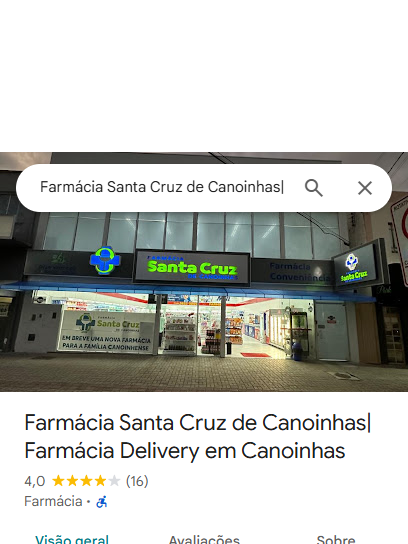 Farmácia Santa Cruz de Canoinhas|
FARMÁCIA
Santa Cruz
Farmácia
Conveniência
Santa Cruz
FARMÁCIA
Santa Cruz
DE CANOINHAS
EM BREVE UMA NOVA FARMÁCIA
PARA A FAMÍLIA CANOINHENSE
Farmácia Santa Cruz de Canoinhas|
Farmácia Delivery em Canoinhas
4,0 (16)
Farmácia ·
Visão geral Avaliações Sobre